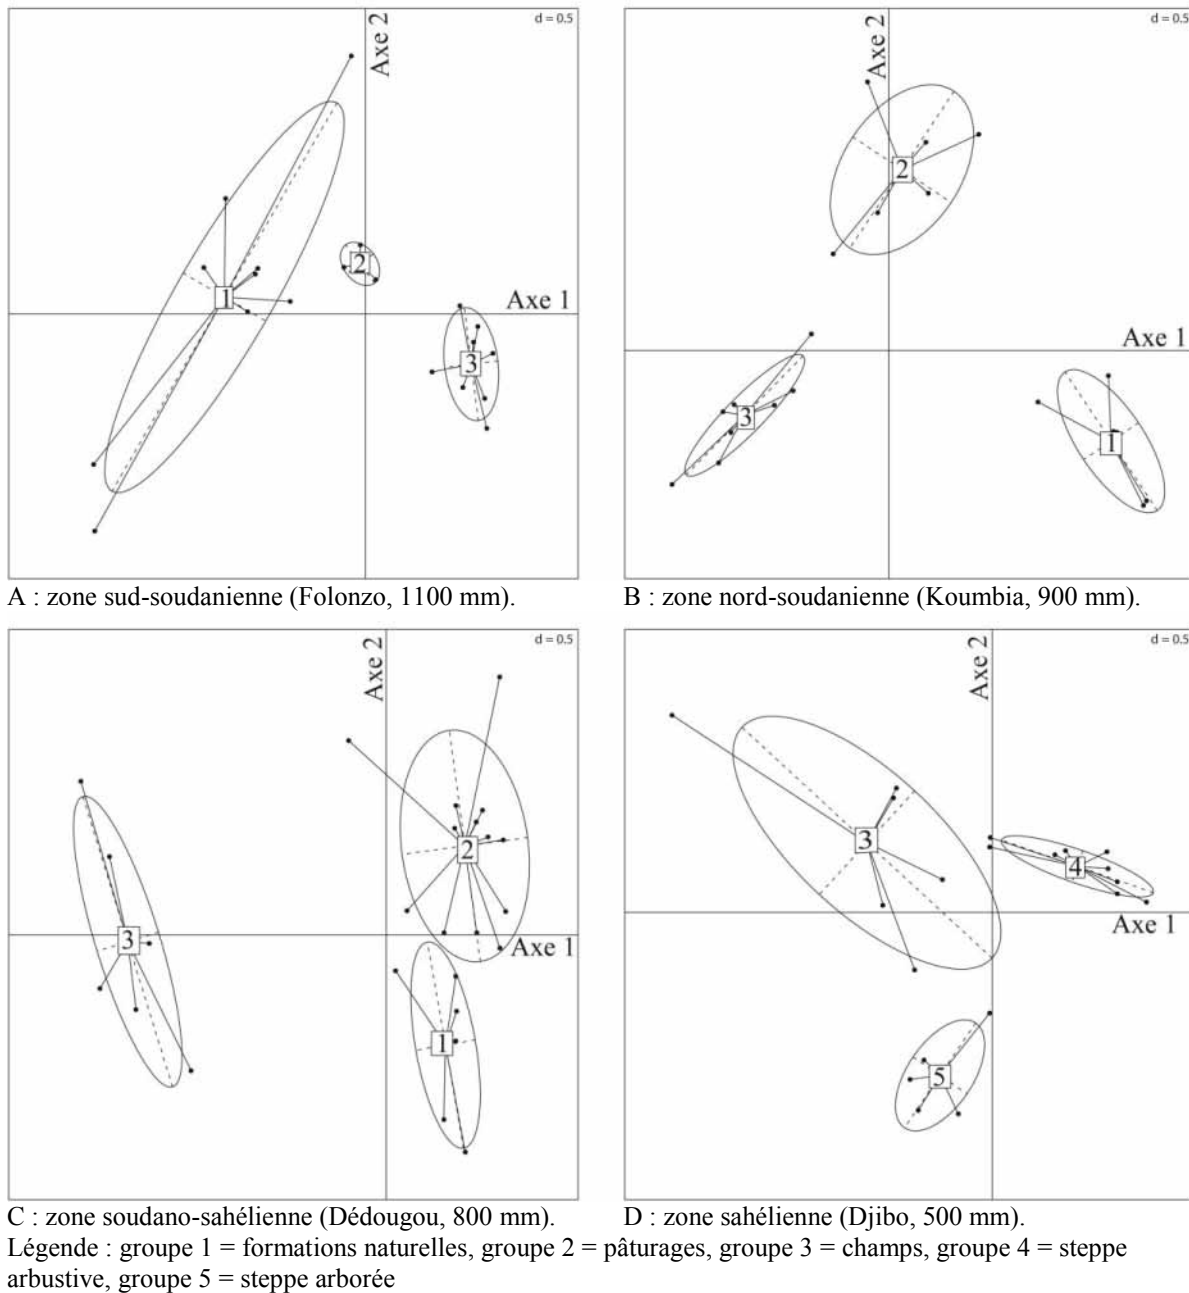 Axe 2
d = 0.5
1
2
Axe 1
3
A : zone sud-soudanienne (Folonzo, 1100 mm).
Axe 2
d = 0.5
2
Axe 1
3
1
B : zone nord-soudanienne (Koumbia, 900 mm).
Axe 2
d = 0.5
2
3
Axe 1
1
C : zone soudano-sahélienne (Dédougou, 800 mm).
Axe 2
d = 0.5
3
4
Axe 1
5
D : zone sahélienne (Djibo, 500 mm).
Légende : groupe 1 = formations naturelles, groupe 2 = pâturages, groupe 3 = champs, groupe 4 = steppe
arbustive, groupe 5 = steppe arborée